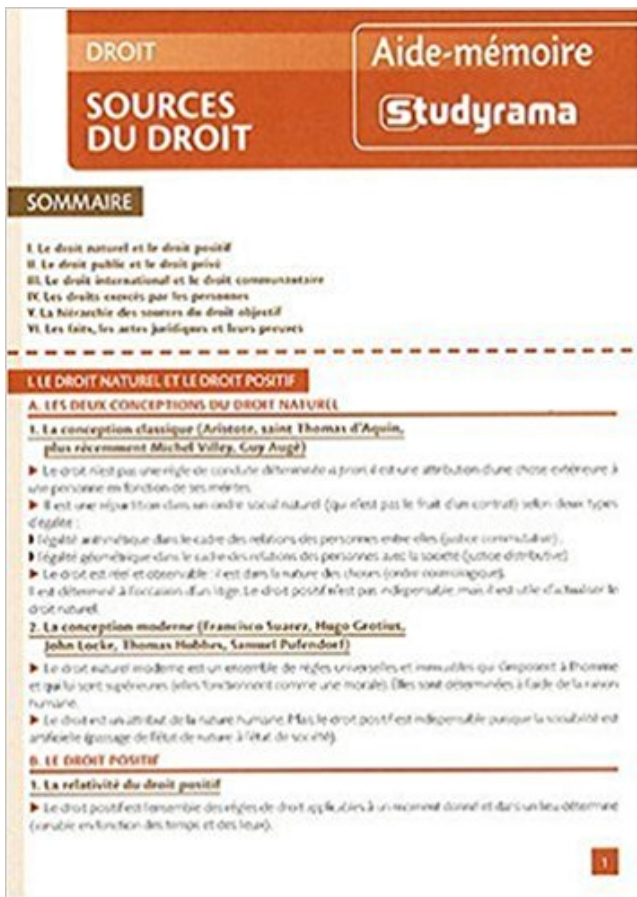 DROIT
SOURCES
DU DROIT
Aide-mémoire
Studyrama
SOMMAIRE
I. Le droit naturel et le droit positif
II. Le droit public et le droit privé
III. Le droit international et le droit communautaire
IV. Les droits exercés par les personnes
V. La hiérarchie des sources du droit objectif
VI. Les faits, les actes juridiques et leurs preuves
I. LE DROIT NATUREL ET LE DROIT POSITIF
A. LES DEUX CONCEPTIONS DU DROIT NATUREL
1. La conception classique (Aristote, saint Thomas d'Aquin,
plus récemment Michel Villey, Guy Augé)
▶ Le droit n'est pas une règle de conduite déterminée a priori, il est une attribution d'une chose extérieure à
une personne en fonction de ses mérites.
▶ Il est une répartition dans un ordre social naturel (qui n'est pas le fruit d'un contrat) selon deux types
d'égalité :
l'égalité arithmétique dans le cadre des relations des personnes entre elles (justice commutative) ;
l'égalité géométrique dans le cadre des relations des personnes avec la société (justice distributive)
▶ Le droit est réel et observable : il est dans la nature des choses (ordre cosmologique).
Il est déterminé à l'occasion d'un litige. Le droit positif n'est pas indispensable, mais il est utile d'actualiser le
droit naturel.
2. La conception moderne (Francisco Suarez, Hugo Grotius,
John Locke, Thomas Hobbes, Samuel Pufendorf)
▶ Le droit naturel moderne est un ensemble de règles universelles et immuables qui s'imposent à l'homme
et qui lui sont supérieures (elles fonctionnent comme une morale). Elles sont déterminées à l'aide de la raison
humaine.
▶ Le droit est un attribut de la nature humaine. Mais le droit positif est indispensable puisque la sociabilité est
artificielle (passage de l'état de nature à l'état de société).
B. LE DROIT POSITIF
1. La relativité du droit positif
▶ Le droit positif est l'ensemble des règles de droit applicables à un moment donné et dans un lieu déterminé
(variable en fonction des temps et des lieux).
1